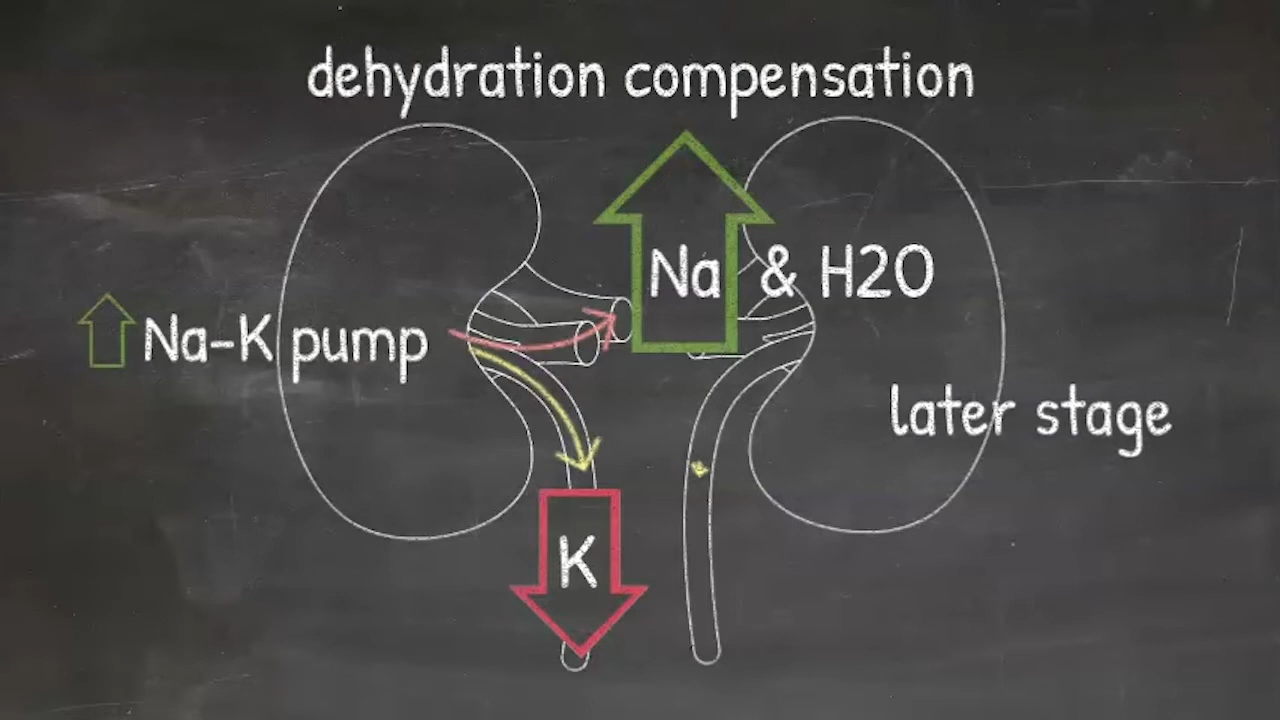 dehydration compensation
Na & H2O
Na-K pump
later stage
K